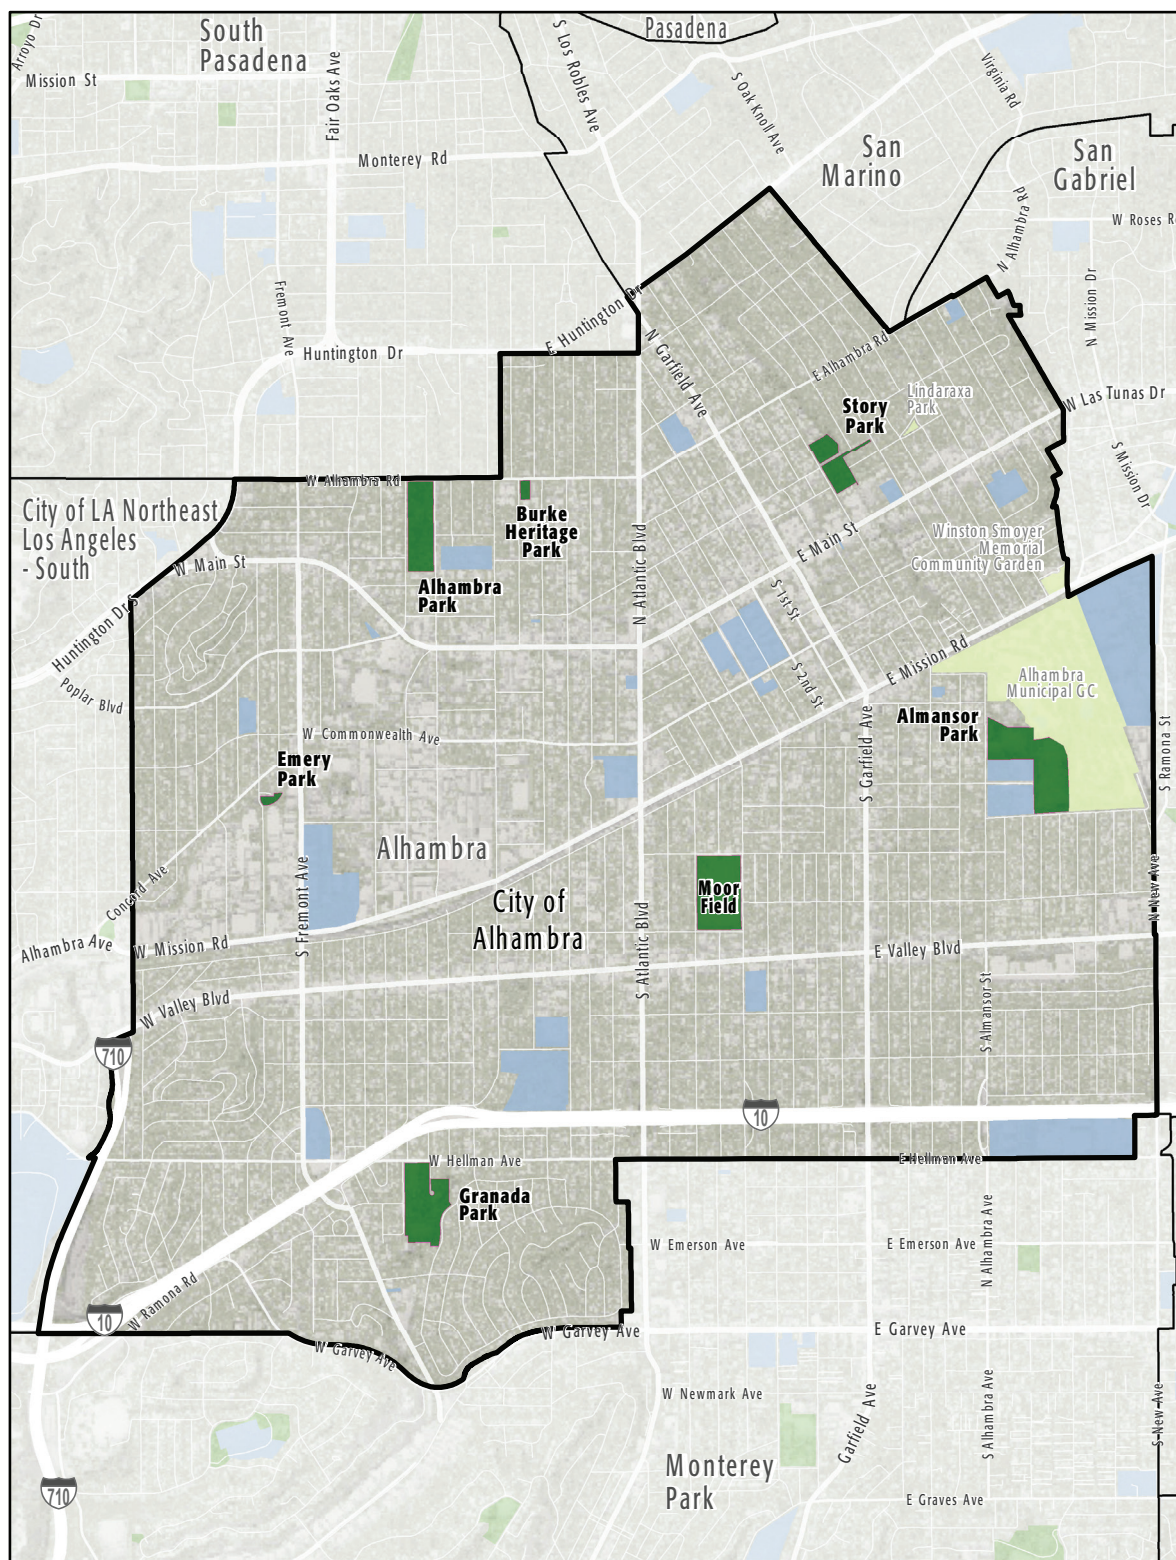 Pasadena
South
Pasadena
Arroyo Dr
Mission St
Fair Oaks Ave
S Los Robles Ave
S Oak Knoll Ave
Virginia Rd
Monterey Rd
San
Marino
San
Gabriel
N Alhambra Rd
W Roses R
Fremont Ave
N Mission Dr
E Huntington Dr
Huntington Dr
N Garfield Ave
E Alhambra Rd
Lindaraxa
Park
W Las Tunas Dr
Story
Park
S Mission Dr
W Alhambra Rd
City of LA Northeast
Los Angeles
- South
Burke
Heritage
Park
N Atlantic Blvd
E Main St
Winston Smoyer
Memorial
Community Garden
W Main St
Alhambra
Park
S 1st St
Huntington Dr S
E Mission Rd
S 2nd St
Poplar Blvd
Alhambra
Municipal GC
Almansor
Park
S Garfield Ave
S Ramona St
W Commonwealth Ave
Emery
Park
Alhambra
S Fremont Ave
Concord Ave
Moor
Field
City of
Alhambra
N New Ave
Alhambra Ave
W Mission Rd
S Atlantic Blvd
E Valley Blvd
W Valley Blvd
S Almansor St
710
10
W Hellman Ave
E Hellman Ave
Granada
Park
W Emerson Ave
E Emerson Ave
N Alhambra Ave
W Ramona Rd
10
W Garvey Ave
W Garvey Ave
E Garvey Ave
W Newmark Ave
Garfield Ave
S Alhambra Ave
S New Ave
Monterey
Park
710
E Graves Ave